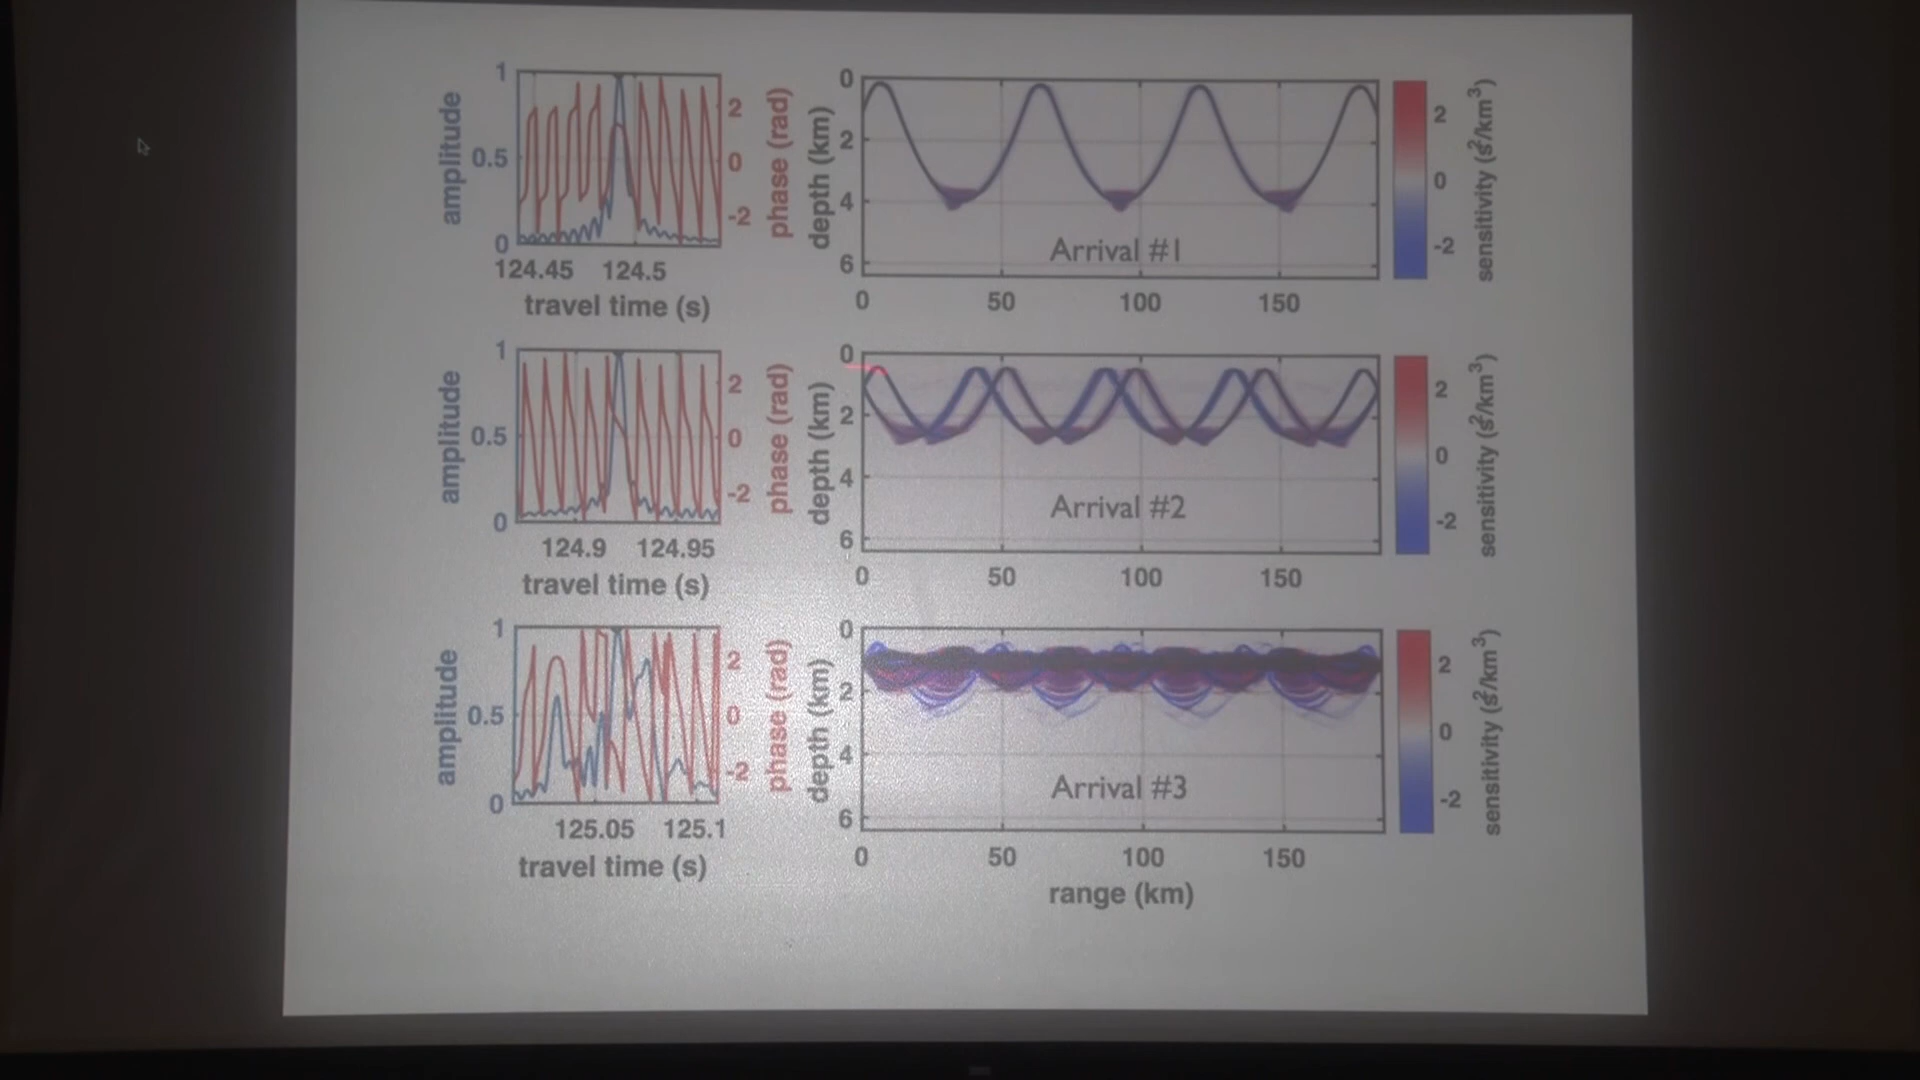 amplitude
1
0.5
0
124.45 124.5
travel time (s)
2
0
-2
phase (rad)
depth (km)
0
2
4
6
Arrival #1
0 50 100 150
2
0
-2
sensitivity (s²/km³)
amplitude
1
0.5
0
124.9 124.95
travel time (s)
2
0
-2
phase (rad)
depth (km)
0
2
4
6
Arrival #2
0 50 100 150
2
0
-2
sensitivity (s²/km³)
amplitude
1
0.5
0
125.05 125.1
travel time (s)
2
0
-2
phase (rad)
depth (km)
0
2
4
6
Arrival #3
0 50 100 150
range (km)
2
0
-2
sensitivity (s²/km³)